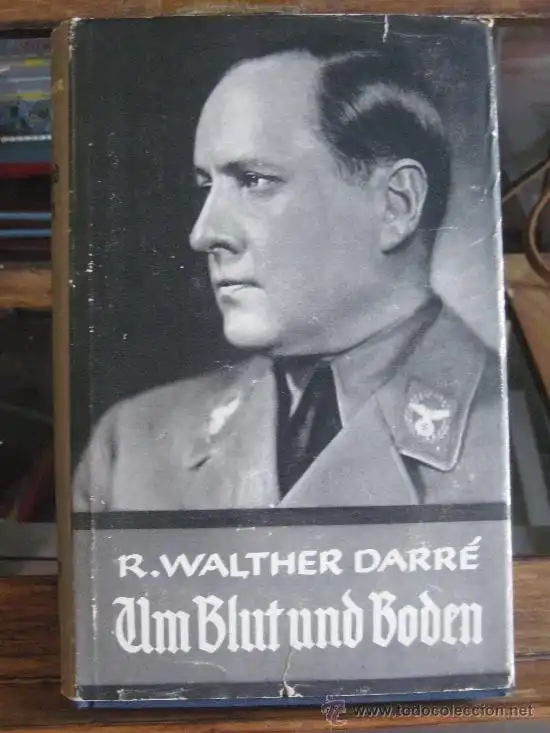 R. WALTHER DARRÉ
Um Blut und Boden
www.todocoleccion.net